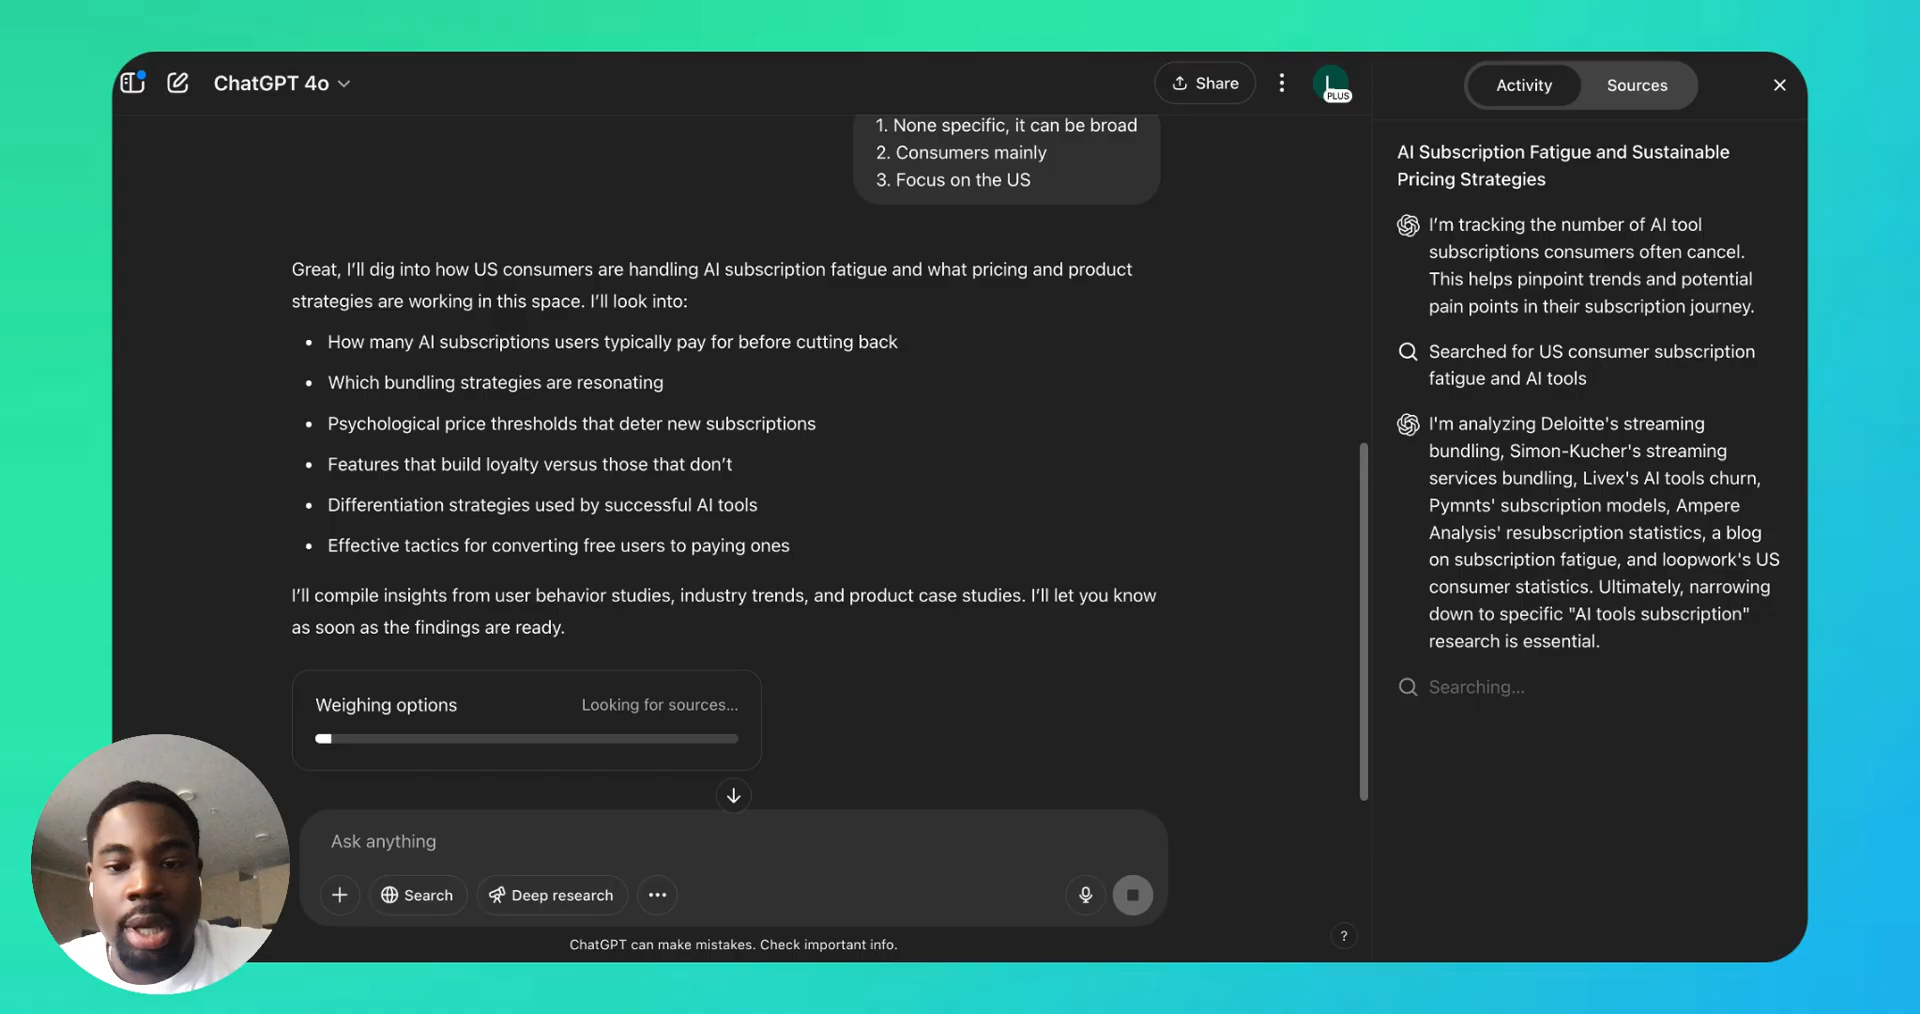 ChatGPT 4o
Share
L
PLUS
Activity
Sources
1. None specific, it can be broad
2. Consumers mainly
3. Focus on the US
Great, I’ll dig into how US consumers are handling AI subscription fatigue and what pricing and product
strategies are working in this space. I’ll look into:
• How many AI subscriptions users typically pay for before cutting back
• Which bundling strategies are resonating
• Psychological price thresholds that deter new subscriptions
• Features that build loyalty versus those that don’t
• Differentiation strategies used by successful AI tools
• Effective tactics for converting free users to paying ones
I’ll compile insights from user behavior studies, industry trends, and product case studies. I’ll let you know
as soon as the findings are ready.
Weighing options
Looking for sources...
Ask anything
Search
Deep research
ChatGPT can make mistakes. Check important info.
?
AI Subscription Fatigue and Sustainable
Pricing Strategies
I’m tracking the number of AI tool
subscriptions consumers often cancel.
This helps pinpoint trends and potential
pain points in their subscription journey.
Searched for US consumer subscription
fatigue and AI tools
I'm analyzing Deloitte's streaming
bundling, Simon-Kucher's streaming
services bundling, Livex's AI tools churn,
Pymnts' subscription models, Ampere
Analysis' resubscription statistics, a blog
on subscription fatigue, and loopwork's US
consumer statistics. Ultimately, narrowing
down to specific "AI tools subscription"
research is essential.
Searching...